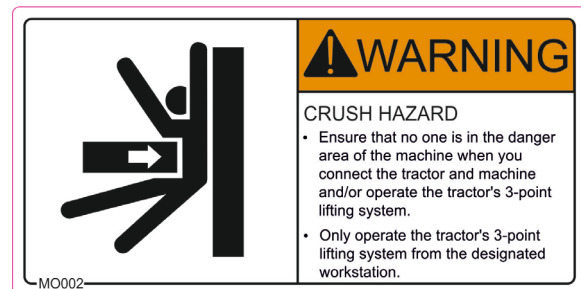 WARNING
CRUSH HAZARD
• Ensure that no one is in the danger
area of the machine when you
connect the tractor and machine
and/or operate the tractor's 3-point
lifting system.
• Only operate the tractor's 3-point
lifting system from the designated
workstation.
MO002